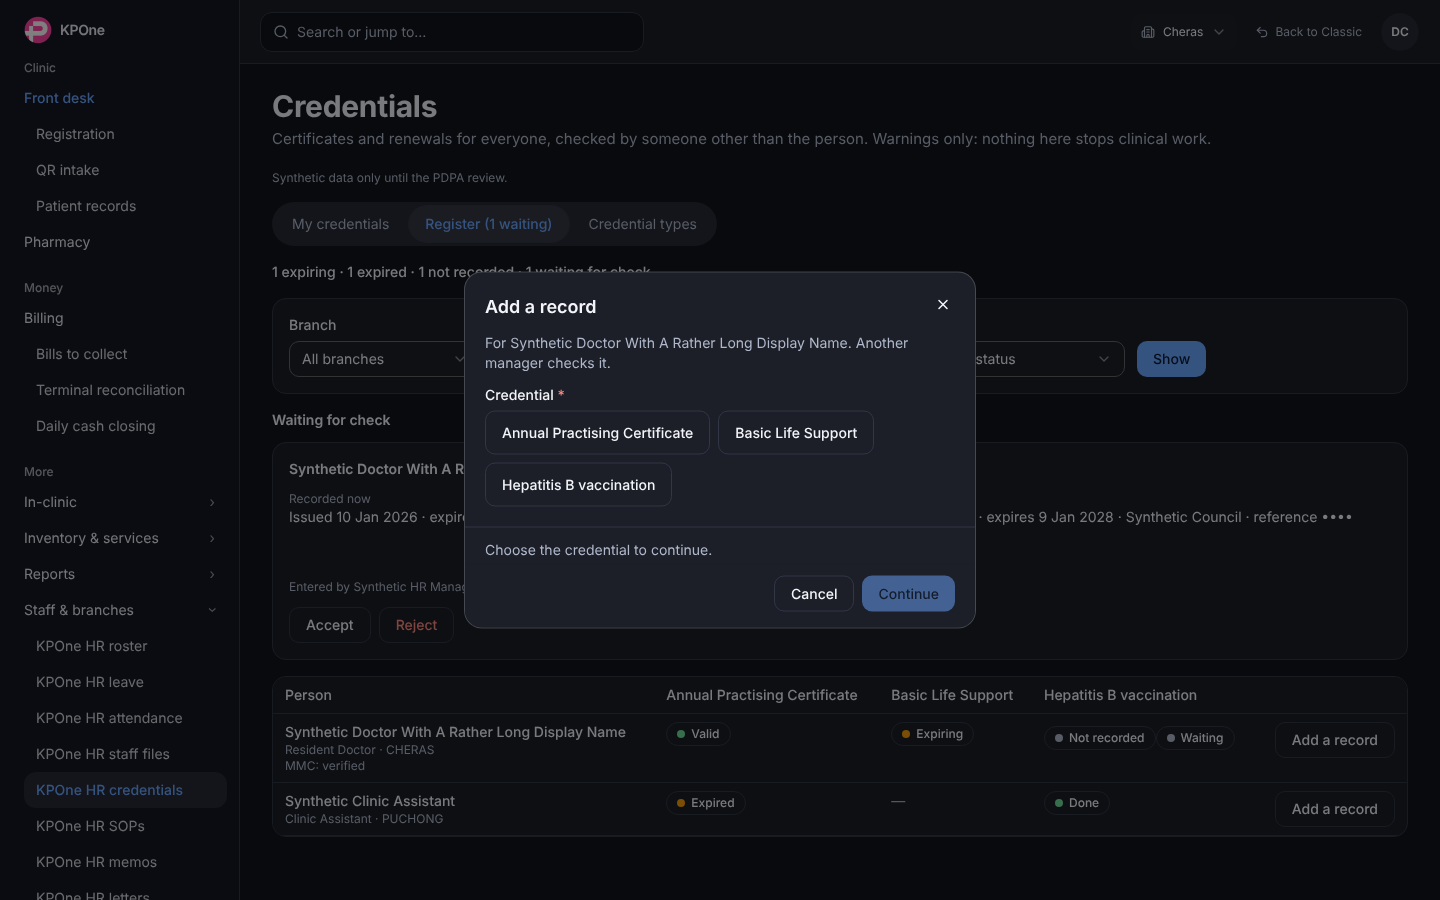 KPOne
Search or jump to...
Cheras
Back to Classic
DC
Clinic
Front desk
Registration
QR intake
Patient records
Pharmacy
Money
Billing
Bills to collect
Terminal reconciliation
Daily cash closing
More
In-clinic
Inventory & services
Reports
Staff & branches
KPOne HR roster
KPOne HR leave
KPOne HR attendance
KPOne HR staff files
KPOne HR credentials
KPOne HR SOPs
KPOne HR memos
KPOne HR letters
Credentials
Certificates and renewals for everyone, checked by someone other than the person. Warnings only: nothing here stops clinical work.
Synthetic data only until the PDPA review.
My credentials
Register (1 waiting)
Credential types
1 expiring · 1 expired · 1 not recorded · 1 waiting for check
Branch
All branches
status
Show
Waiting for check
Synthetic Doctor With A R
Recorded now
Issued 10 Jan 2026 · expire
· expires 9 Jan 2028 · Synthetic Council · reference ••••
Entered by Synthetic HR Manag
Accept
Reject
Add a record
For Synthetic Doctor With A Rather Long Display Name. Another
manager checks it.
Credential *
Annual Practising Certificate
Basic Life Support
Hepatitis B vaccination
Choose the credential to continue.
Cancel
Continue
Person Annual Practising Certificate Basic Life Support Hepatitis B vaccination
Synthetic Doctor With A Rather Long Display Name
Resident Doctor · CHERAS
MMC: verified
Valid
Expiring
Not recorded
Waiting
Add a record
Synthetic Clinic Assistant
Clinic Assistant · PUCHONG
Expired
—
Done
Add a record